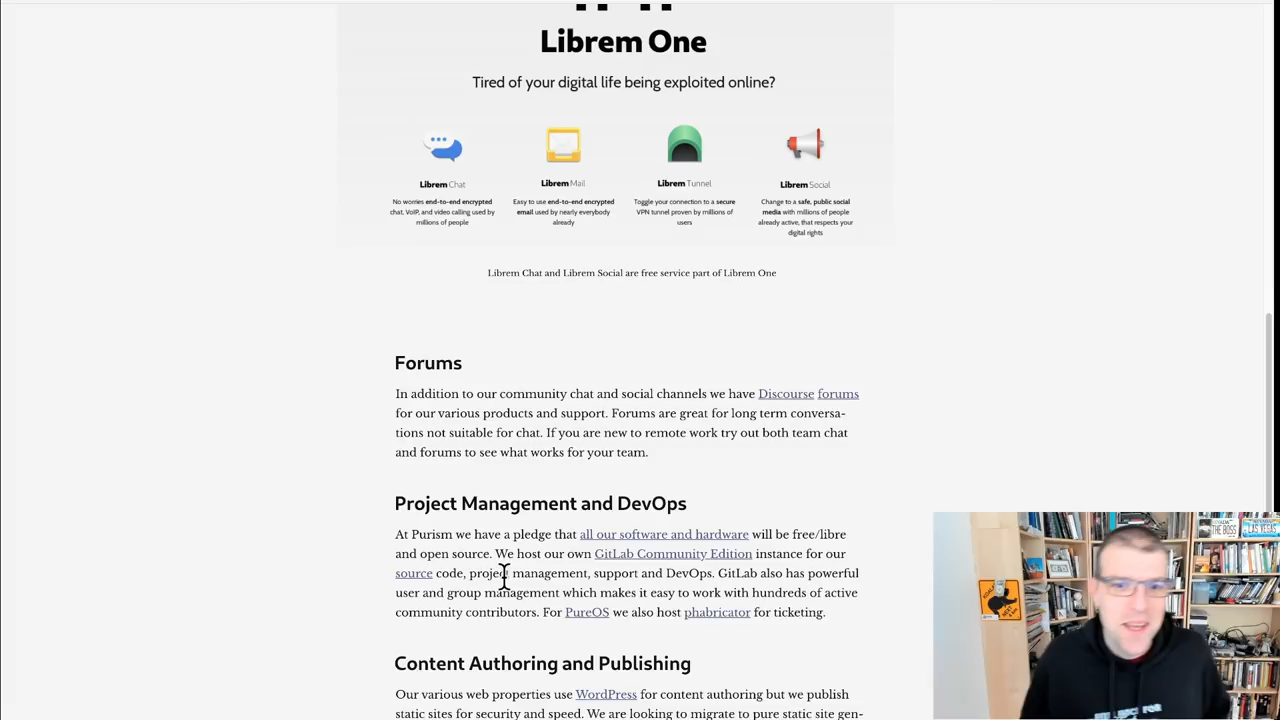 Librem One
Tired of your digital life being exploited online?
Librem Chat
Librem Mail
Librem Tunnel
Librem Social
No worries end-to-end encrypted
chat, VoIP, and video calling used by
millions of people
Easy to use end-to-end encrypted
email used by nearly everybody
already
Toggle your connection to a secure
VPN tunnel proven by millions of
users
Change to a safe, public social
media with millions of people
already active, that respects your
digital rights
Librem Chat and Librem Social are free service part of Librem One
Forums
In addition to our community chat and social channels we have Discourse forums
for our various products and support. Forums are great for long term conversa-
tions not suitable for chat. If you are new to remote work try out both team chat
and forums to see what works for your team.
Project Management and DevOps
At Purism we have a pledge that all our software and hardware will be free/libre
and open source. We host our own GitLab Community Edition instance for our
source code, project management, support and DevOps. GitLab also has powerful
user and group management which makes it easy to work with hundreds of active
community contributors. For PureOS we also host phabricator for ticketing.
Content Authoring and Publishing
Our various web properties use WordPress for content authoring but we publish
static sites for security and speed. We are looking to migrate to pure static site gen-
THE BOSS
LAS VEGAS
NEXT